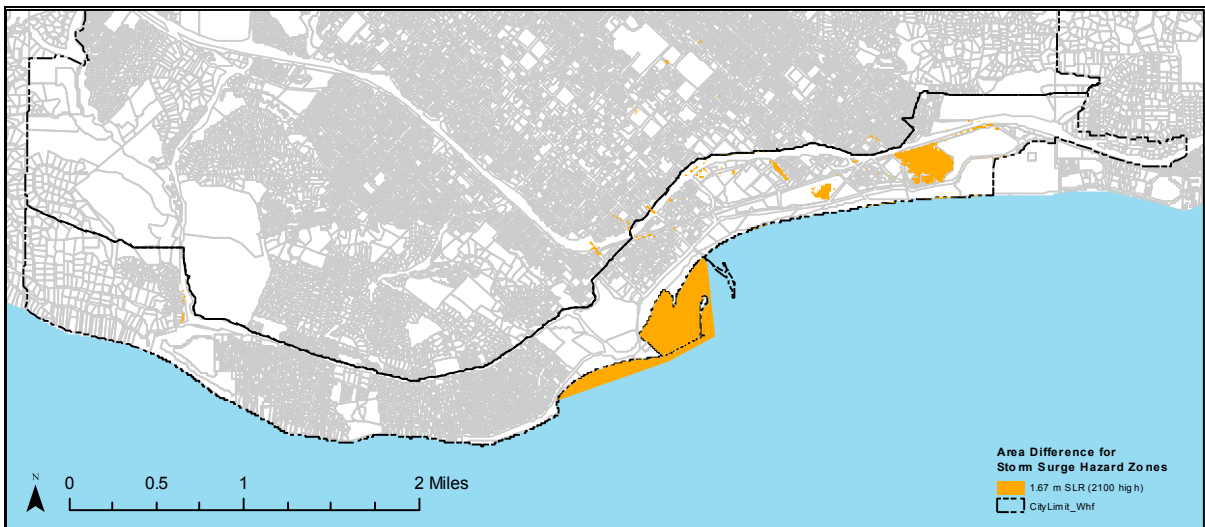 N
0 0.5 1 2 Miles
Area Difference for
Storm Surge Hazard Zones
1.67 m SLR (2100 high)
CityLimit_Whf